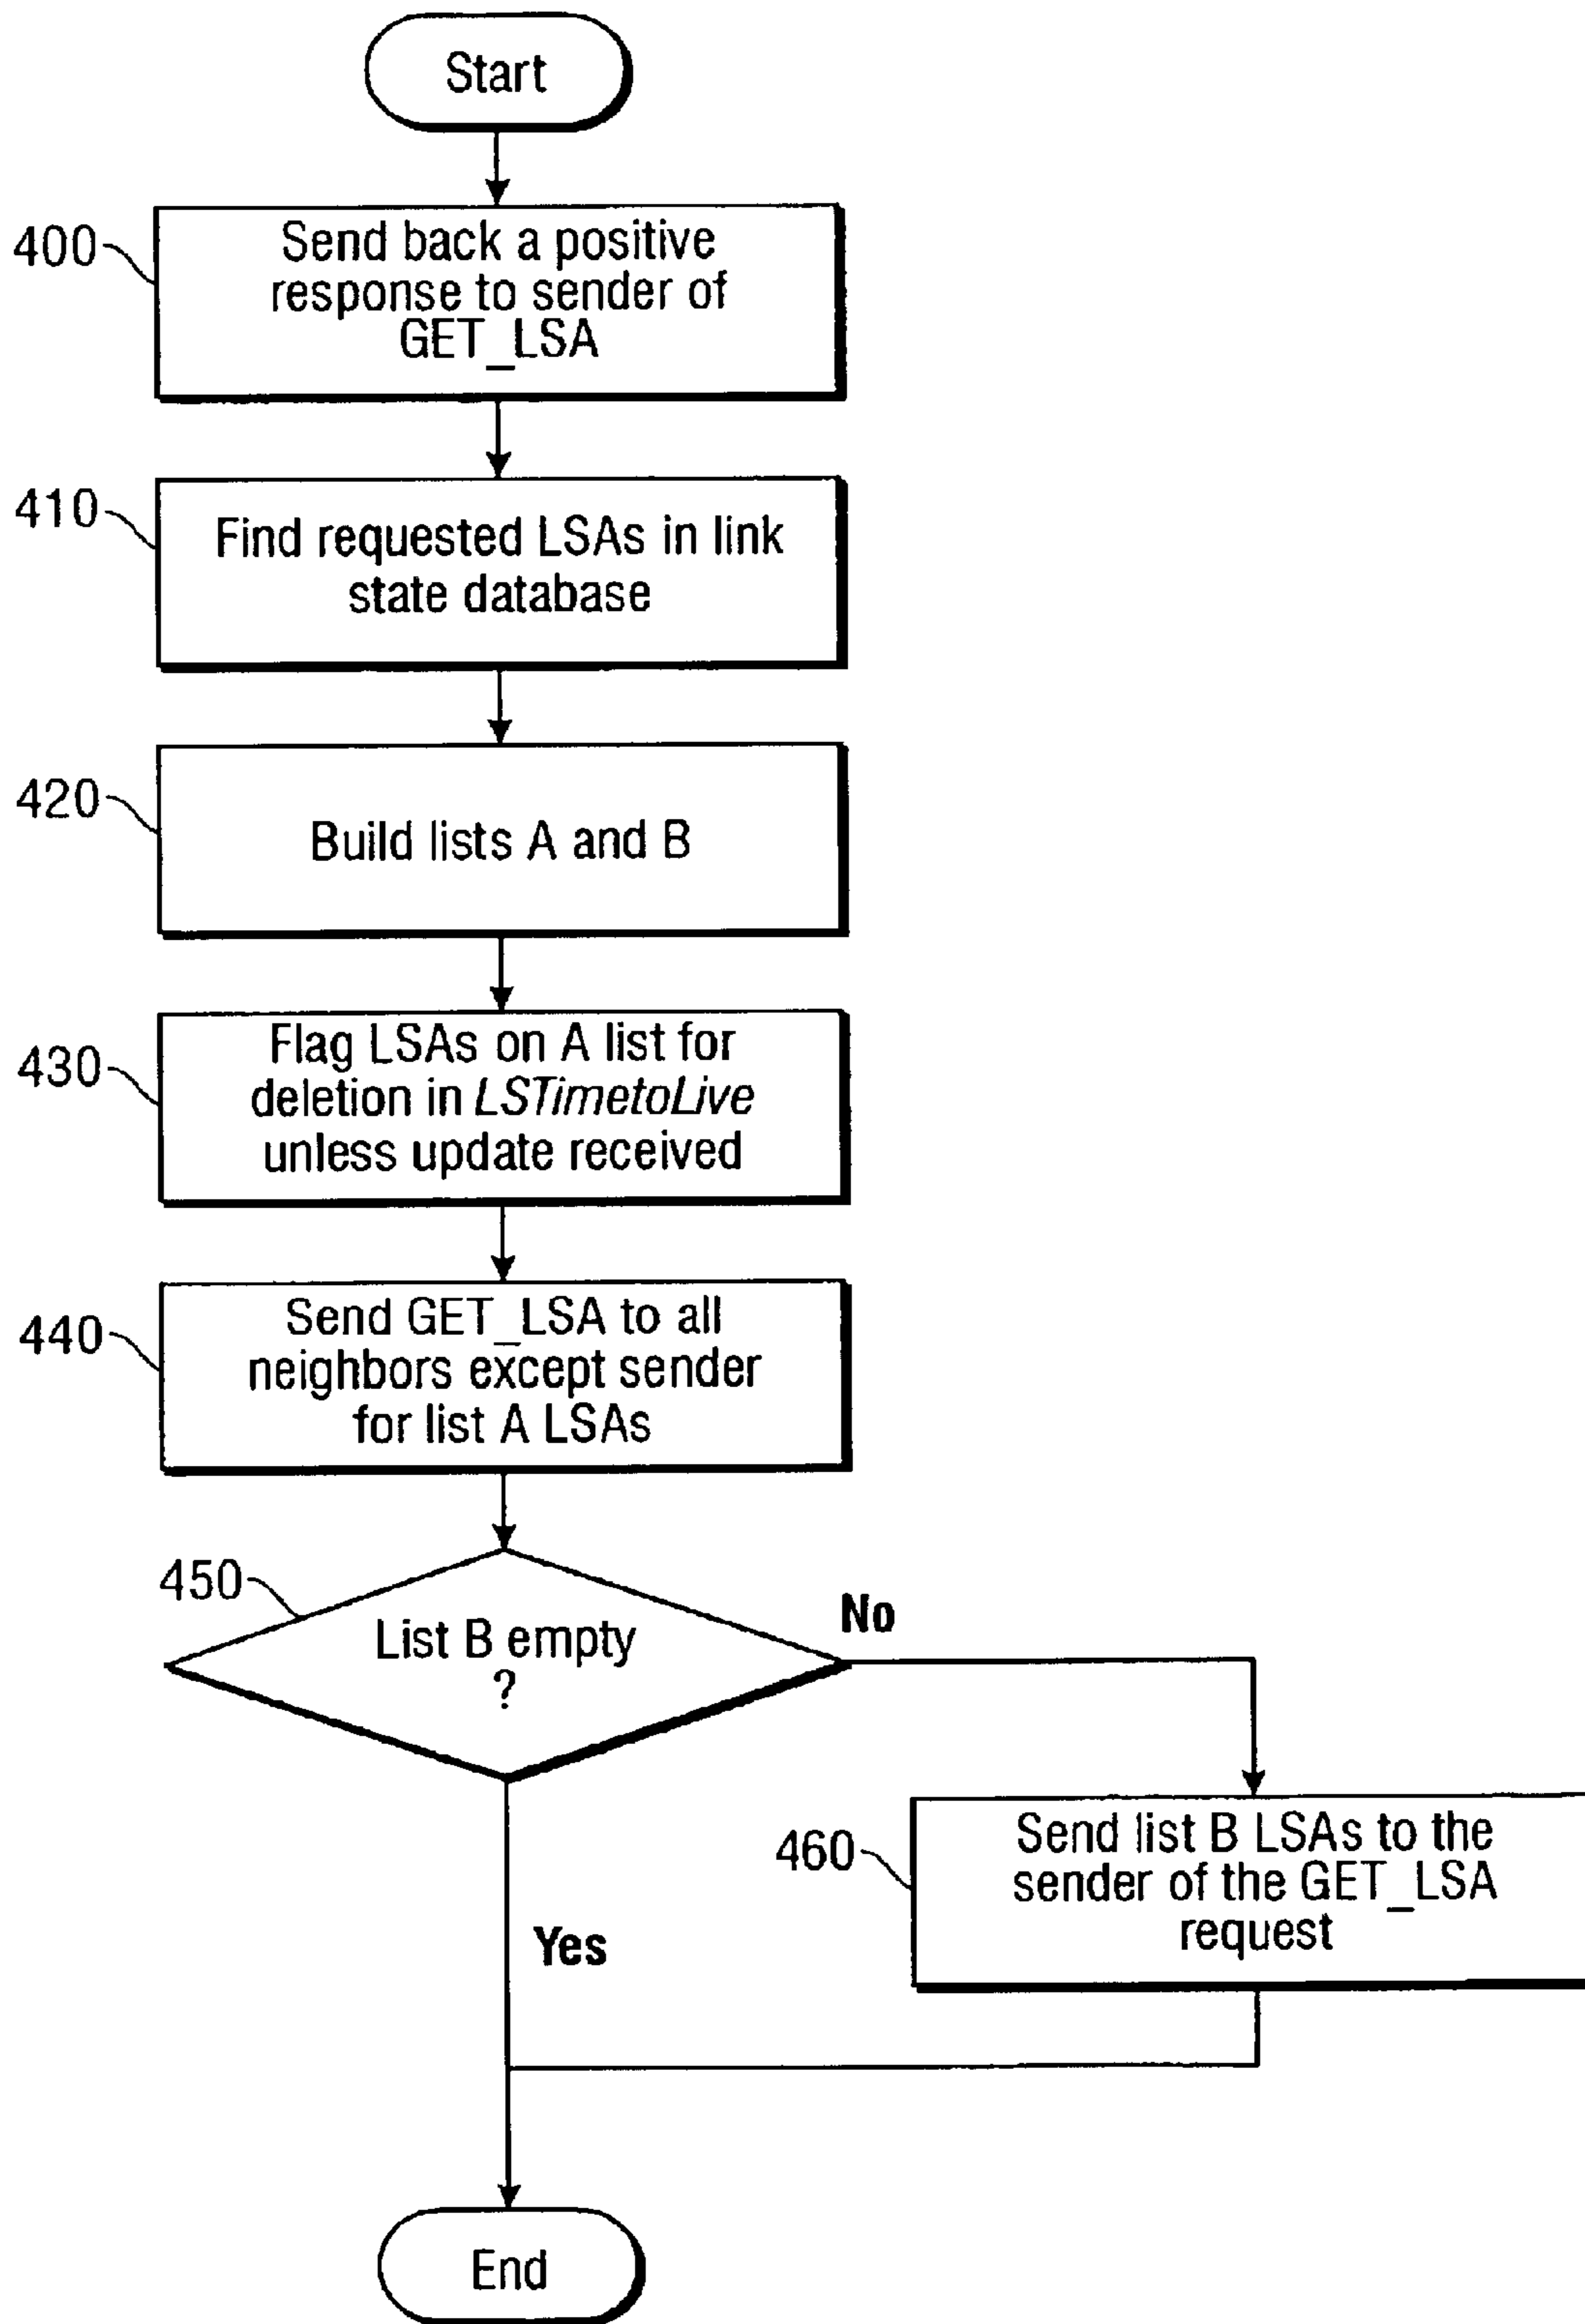 Start
400
Send back a positive
response to sender of
GET_LSA
410
Find requested LSAs in link
state database
420
Build lists A and B
430
Flag LSAs on A list for
deletion in LSTimetoLive
unless update received
440
Send GET_LSA to all
neighbors except sender
for list A LSAs
450
List B empty
?
No
460
Send list B LSAs to the
sender of the GET_LSA
request
Yes
End